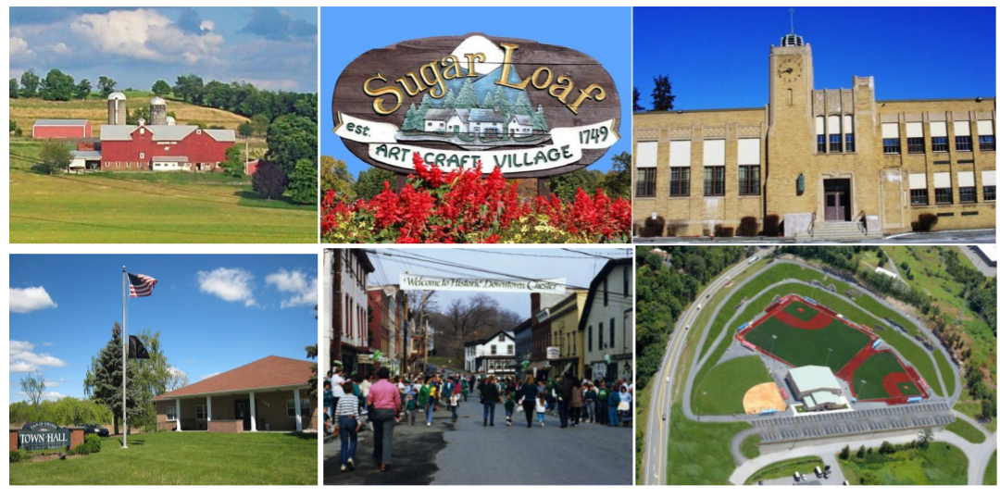 Sugar Loaf
est. 1749
ART CRAFT VILLAGE
TOWN HALL
Welcome to Historic Downtown Chester